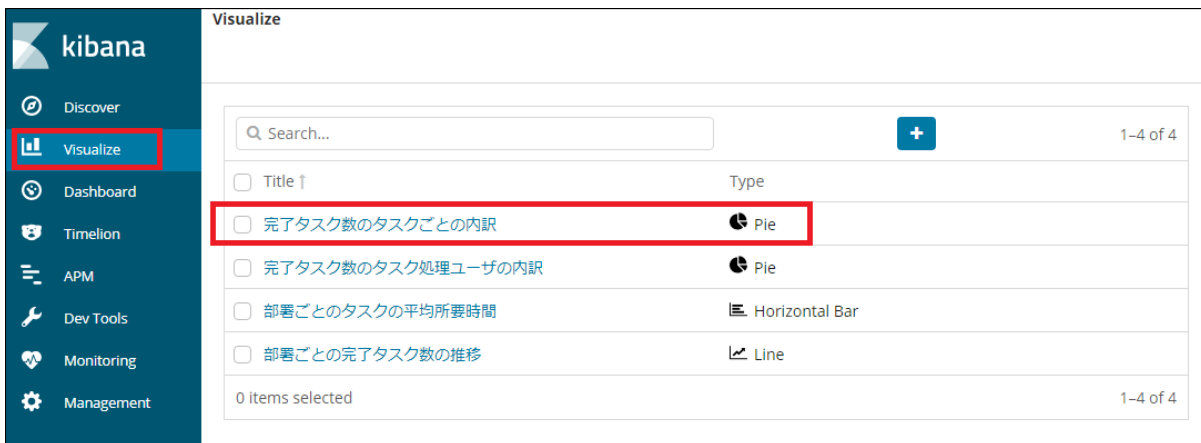 kibana
Discover
Visualize
Dashboard
Timelion
APM
Dev Tools
Monitoring
Management
Visualize
Search...
+
1–4 of 4
Title↑
Type
完了タスク数のタスクごとの内訳
Pie
完了タスク数のタスク処理ユーザの内訳
Pie
部署ごとのタスクの平均所要時間
Horizontal Bar
部署ごとの完了タスク数の推移
Line
0 items selected
1–4 of 4